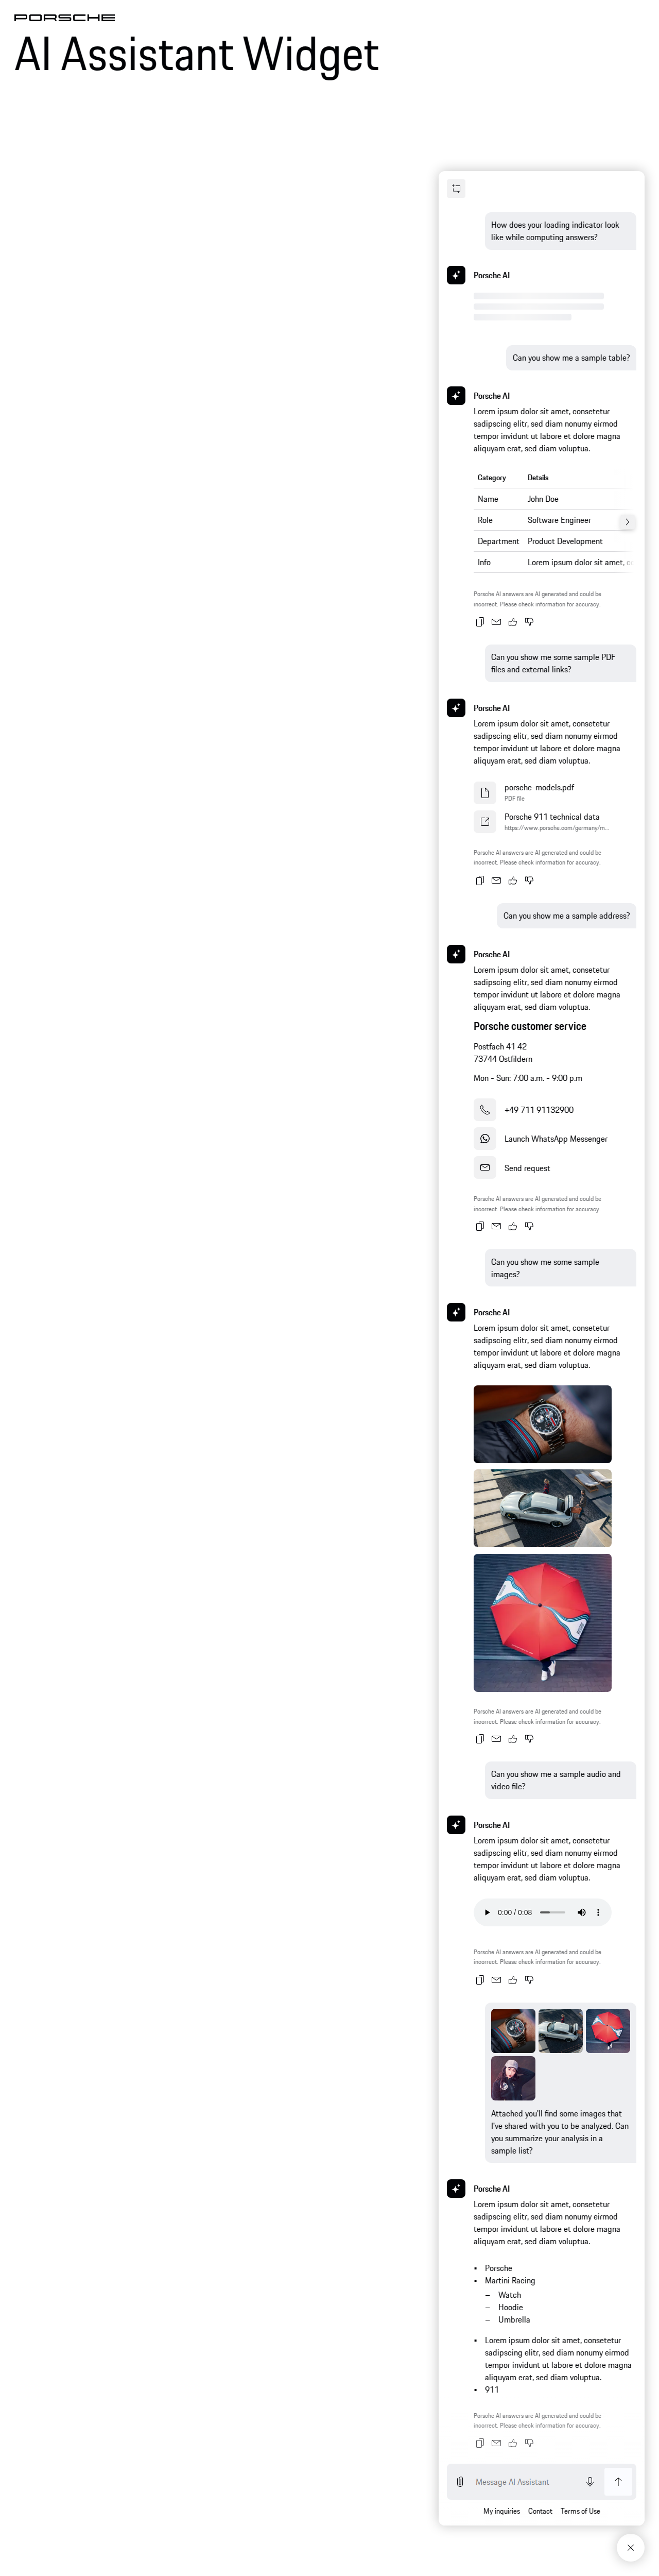 PORSCHE
AI Assistant Widget
How does your loading indicator look
like while computing answers?
Porsche AI
Can you show me a sample table?
Porsche AI
Lorem ipsum dolor sit amet, consetetur
sadipscing elitr, sed diam nonumy eirmod
tempor invidunt ut labore et dolore magna
aliquyam erat, sed diam voluptua.
Category Details
Name John Doe
Role Software Engineer
Department Product Development
Info Lorem ipsum dolor sit amet,
Porsche AI answers are AI generated and could be
incorrect. Please check information for accuracy.
Can you show me some sample PDF
files and external links?
Porsche AI
Lorem ipsum dolor sit amet, consetetur
sadipscing elitr, sed diam nonumy eirmod
tempor invidunt ut labore et dolore magna
aliquyam erat, sed diam voluptua.
porsche-models.pdf
PDF file
Porsche 911 technical data
https://www.porsche.com/germany/m...
Porsche AI answers are AI generated and could be
incorrect. Please check information for accuracy.
Can you show me a sample address?
Porsche AI
Lorem ipsum dolor sit amet, consetetur
sadipscing elitr, sed diam nonumy eirmod
tempor invidunt ut labore et dolore magna
aliquyam erat, sed diam voluptua.
Porsche customer service
Postfach 41 42
73744 Ostfildern
Mon - Sun: 7:00 a.m. - 9:00 p.m
+49 711 91132900
Launch WhatsApp Messenger
Send request
Porsche AI answers are AI generated and could be
incorrect. Please check information for accuracy.
Can you show me some sample
images?
Porsche AI
Lorem ipsum dolor sit amet, consetetur
sadipscing elitr, sed diam nonumy eirmod
tempor invidunt ut labore et dolore magna
aliquyam erat, sed diam voluptua.
Porsche AI answers are AI generated and could be
incorrect. Please check information for accuracy.
Can you show me a sample audio and
video file?
Porsche AI
Lorem ipsum dolor sit amet, consetetur
sadipscing elitr, sed diam nonumy eirmod
tempor invidunt ut labore et dolore magna
aliquyam erat, sed diam voluptua.
0:00 / 0:08
Porsche AI answers are AI generated and could be
incorrect. Please check information for accuracy.
Attached you'll find some images that
I've shared with you to be analyzed. Can
you summarize your analysis in a
sample list?
Porsche AI
Lorem ipsum dolor sit amet, consetetur
sadipscing elitr, sed diam nonumy eirmod
tempor invidunt ut labore et dolore magna
aliquyam erat, sed diam voluptua.
• Porsche
• Martini Racing
– Watch
– Hoodie
– Umbrella
• Lorem ipsum dolor sit amet, consetetur
sadipscing elitr, sed diam nonumy eirmod
tempor invidunt ut labore et dolore magna
aliquyam erat, sed diam voluptua.
• 911
Porsche AI answers are AI generated and could be
incorrect. Please check information for accuracy.
Message AI Assistant
My inquiries Contact Terms of Use